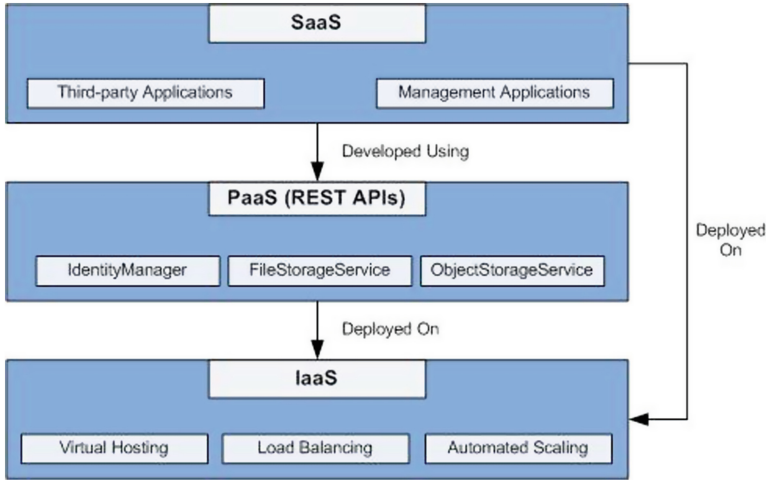 SaaS
Third-party Applications
Management Applications
Developed Using
PaaS (REST APIs)
Deployed
On
IdentityManager
FileStorageService
ObjectStorageService
Deployed On
IaaS
Virtual Hosting
Load Balancing
Automated Scaling